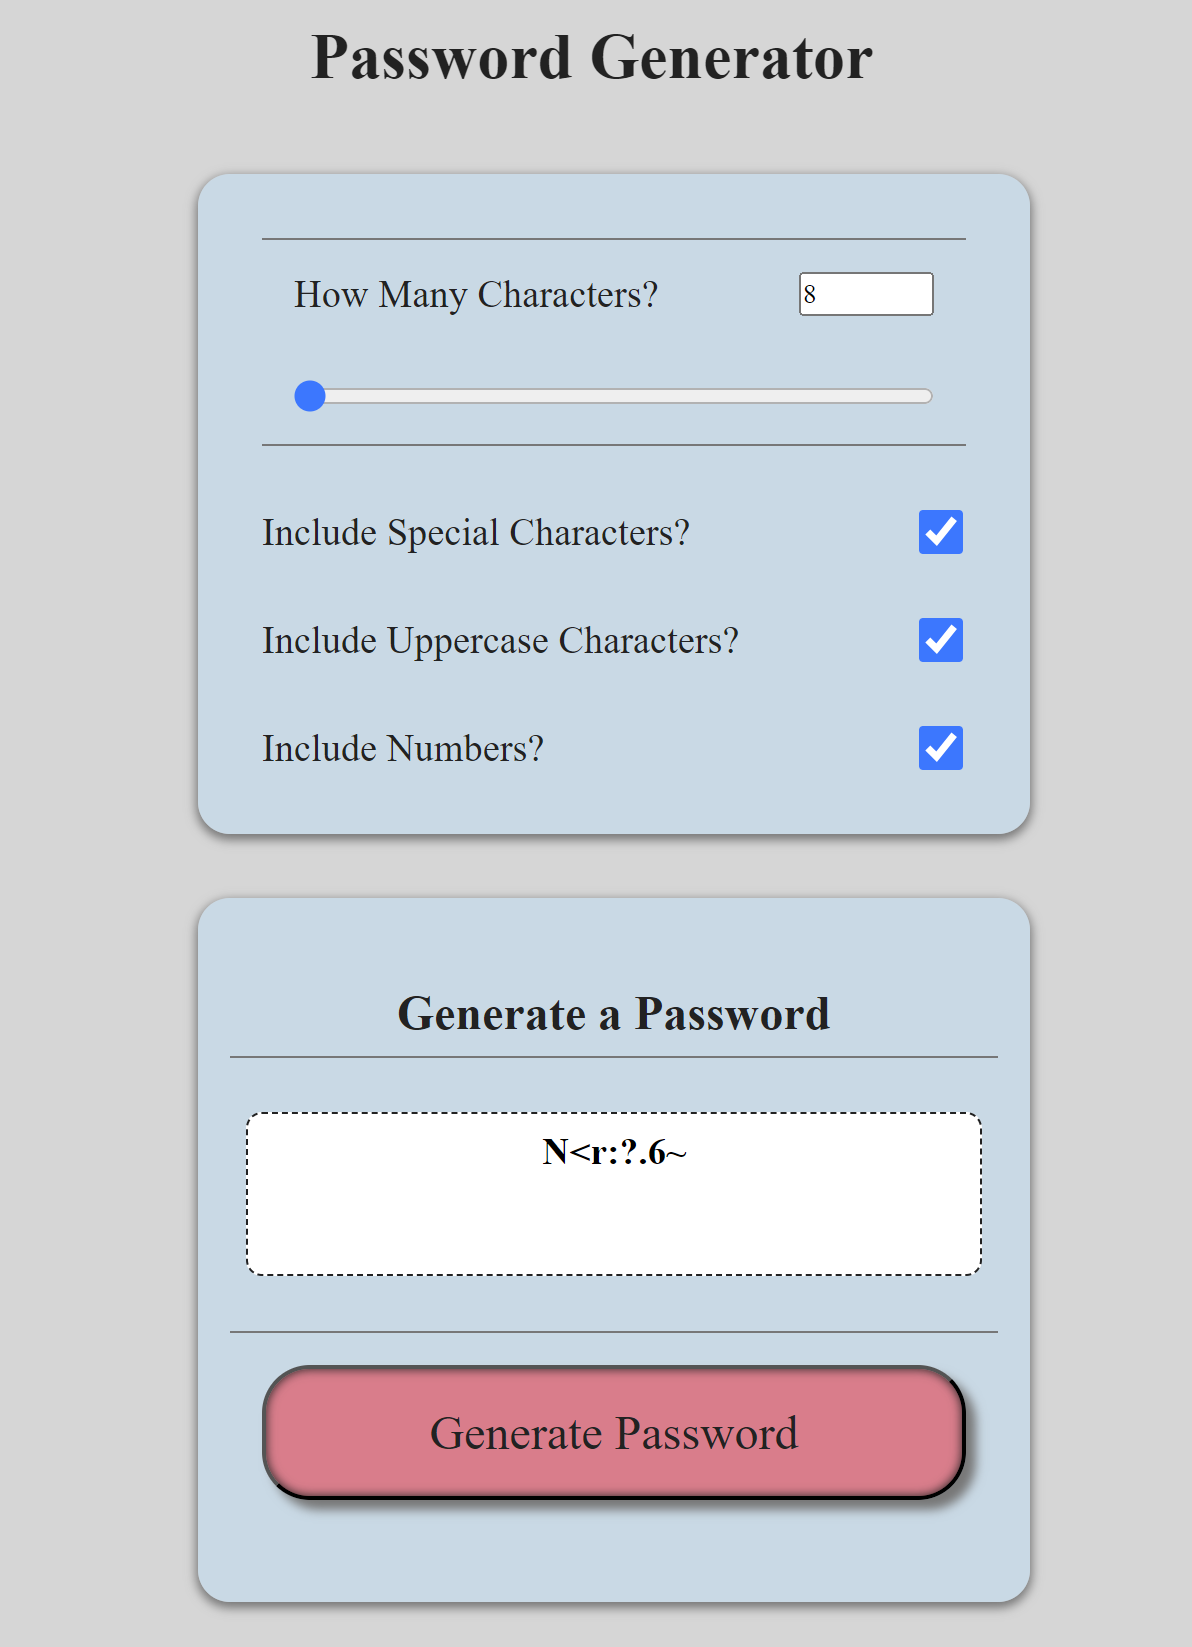 Password Generator
How Many Characters? 8
Include Special Characters?
Include Uppercase Characters?
Include Numbers?
Generate a Password
N<r:?.6~
Generate Password